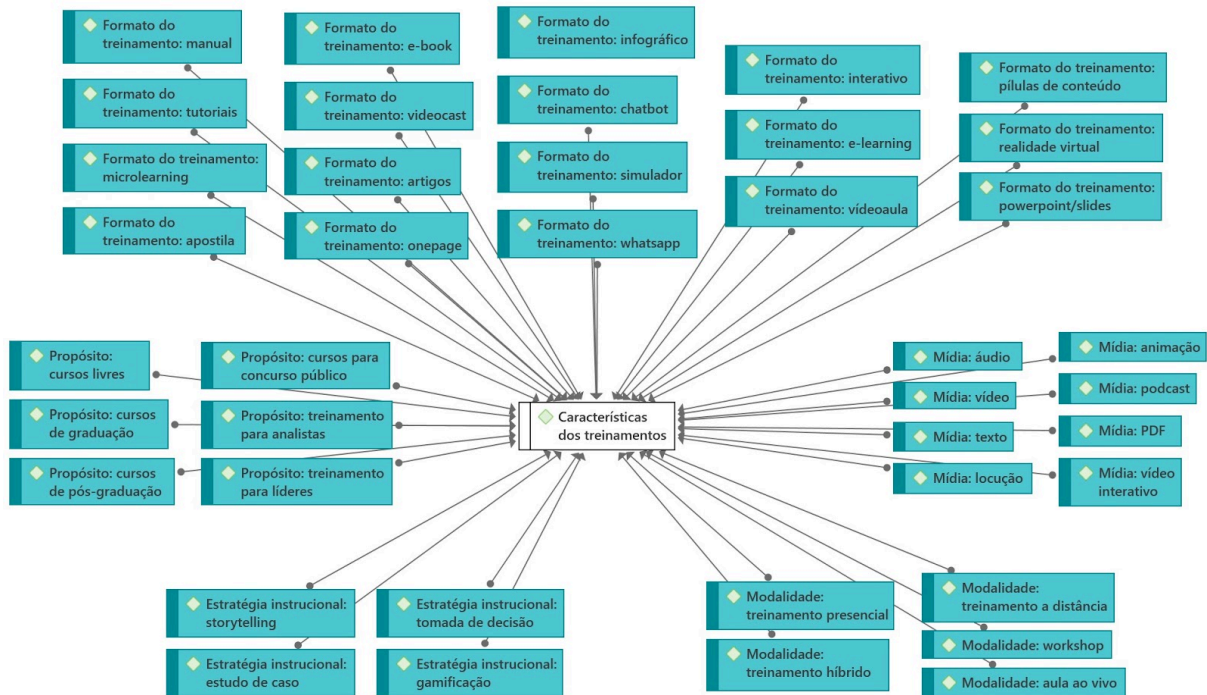 Formato do
treinamento: manual
Formato do
treinamento: e-book
Formato do
treinamento: infográfico
Formato do
treinamento: interativo
Formato do treinamento:
pílulas de conteúdo
Formato do
treinamento: tutoriais
Formato do
treinamento: videocast
Formato do
treinamento: chatbot
Formato do
treinamento: e-learning
Formato do treinamento:
realidade virtual
Formato do treinamento:
microlearning
Formato do
treinamento: artigos
Formato do
treinamento: simulador
Formato do
treinamento: vídeoaula
Formato do treinamento:
powerpoint/slides
Formato do
treinamento: apostila
Formato do
treinamento: onepage
Formato do
treinamento: whatsapp
Propósito:
cursos livres
Propósito: cursos para
concurso público
Propósito: cursos
de graduação
Propósito: treinamento
para analistas
Propósito: cursos
de pós-graduação
Propósito: treinamento
para líderes
Características
dos treinamentos
Mídia: áudio
Mídia: animação
Mídia: vídeo
Mídia: podcast
Mídia: texto
Mídia: PDF
Mídia: locução
Mídia: vídeo
interativo
Estratégia instrucional:
storytelling
Estratégia instrucional:
tomada de decisão
Estratégia instrucional:
estudo de caso
Estratégia instrucional:
gamificação
Modalidade:
treinamento presencial
Modalidade:
treinamento a distância
Modalidade:
treinamento híbrido
Modalidade: workshop
Modalidade: aula ao vivo